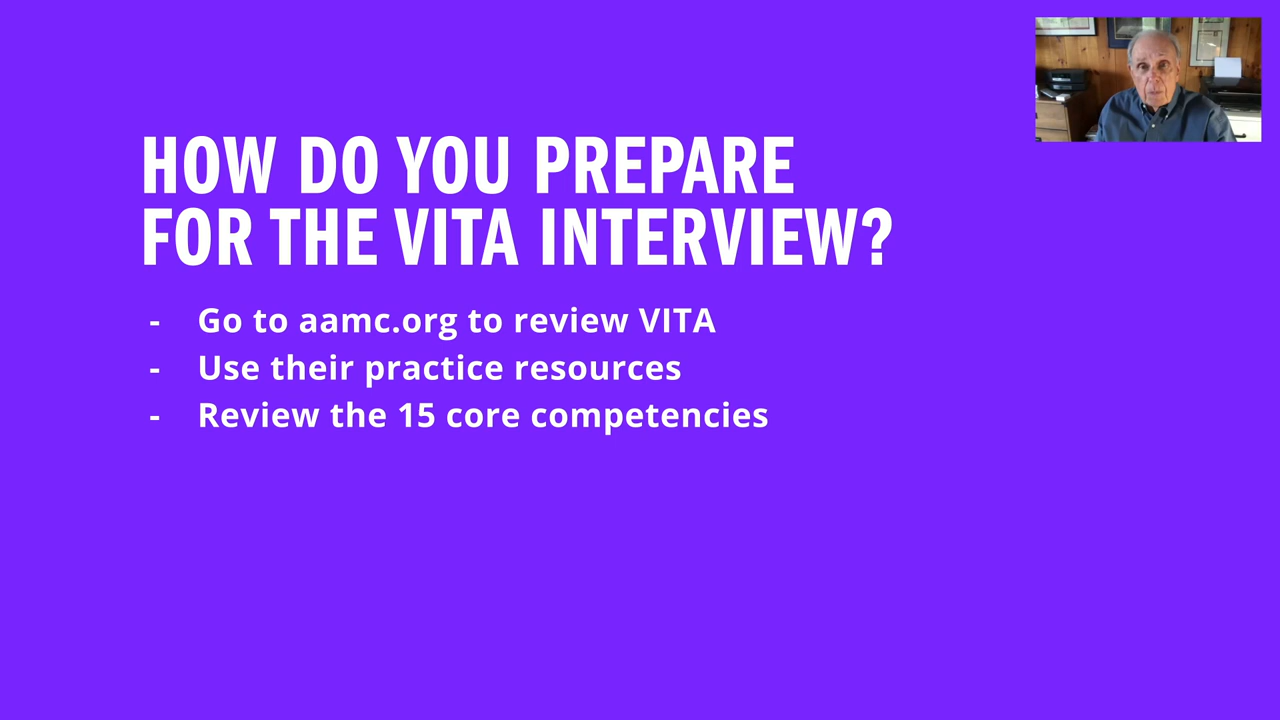 HOW DO YOU PREPARE
FOR THE VITA INTERVIEW?
- Go to aamc.org to review VITA
- Use their practice resources
- Review the 15 core competencies